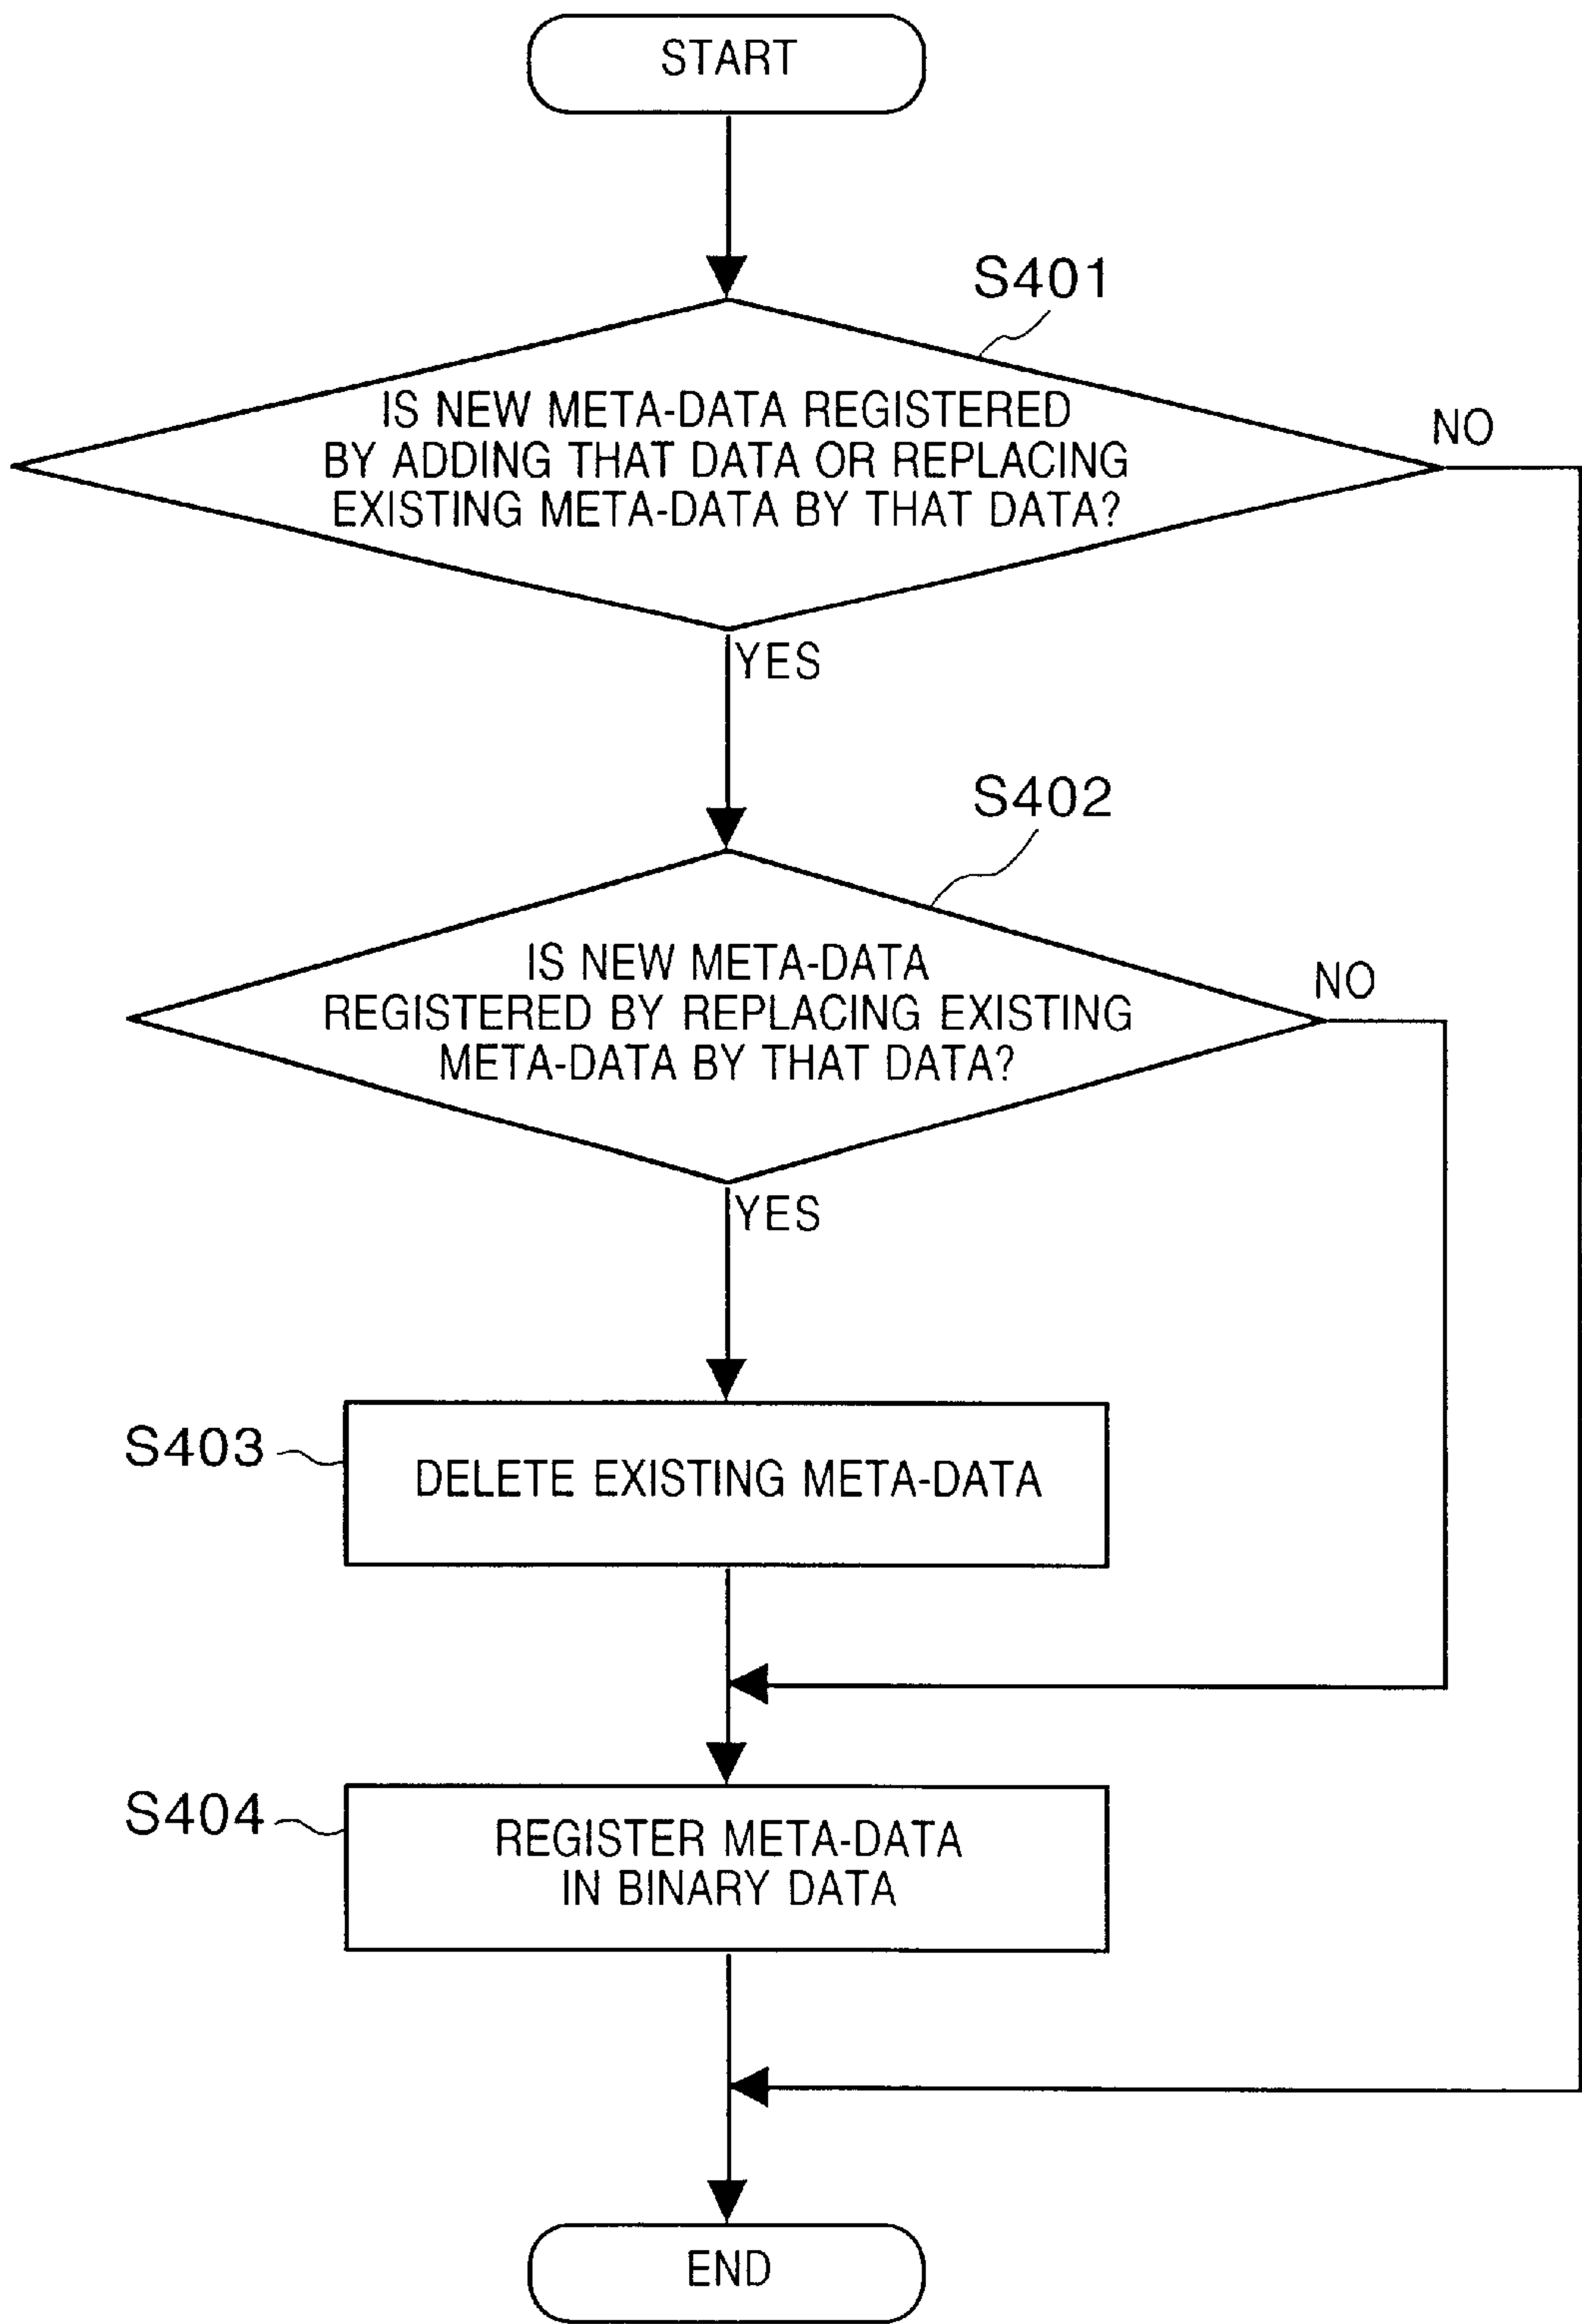 START
S401
IS NEW META-DATA REGISTERED
BY ADDING THAT DATA OR REPLACING
EXISTING META-DATA BY THAT DATA?
NO
YES
S402
IS NEW META-DATA
REGISTERED BY REPLACING EXISTING
META-DATA BY THAT DATA?
NO
YES
S403
DELETE EXISTING META-DATA
S404
REGISTER META-DATA
IN BINARY DATA
END